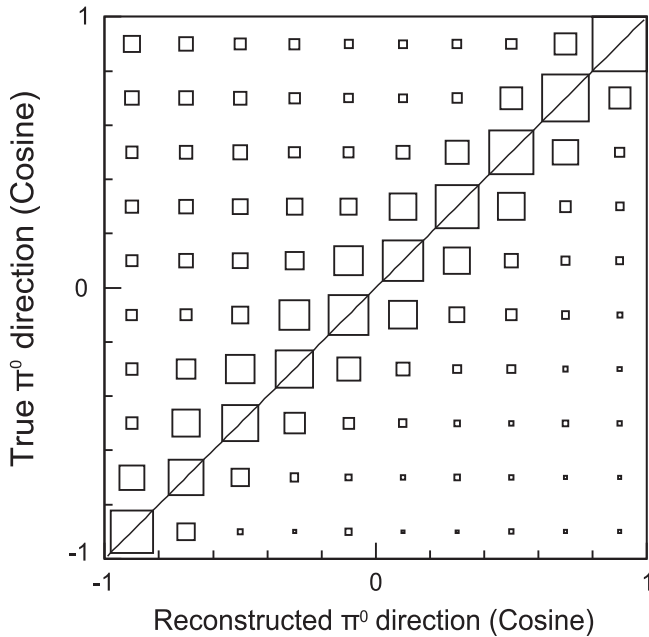 1
True π⁰ direction (Cosine)
0
-1
-1 0 1
Reconstructed π⁰ direction (Cosine)